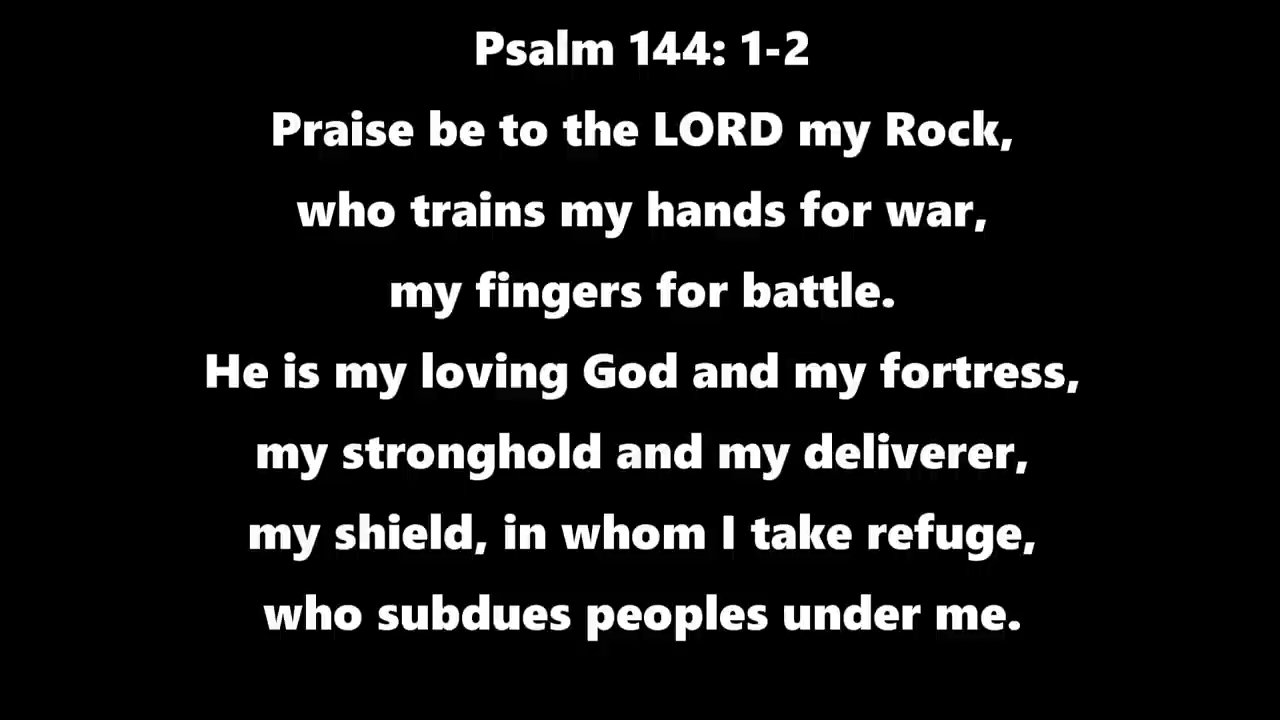 Psalm 144: 1-2
Praise be to the LORD my Rock,
who trains my hands for war,
my fingers for battle.
He is my loving God and my fortress,
my stronghold and my deliverer,
my shield, in whom I take refuge,
who subdues peoples under me.